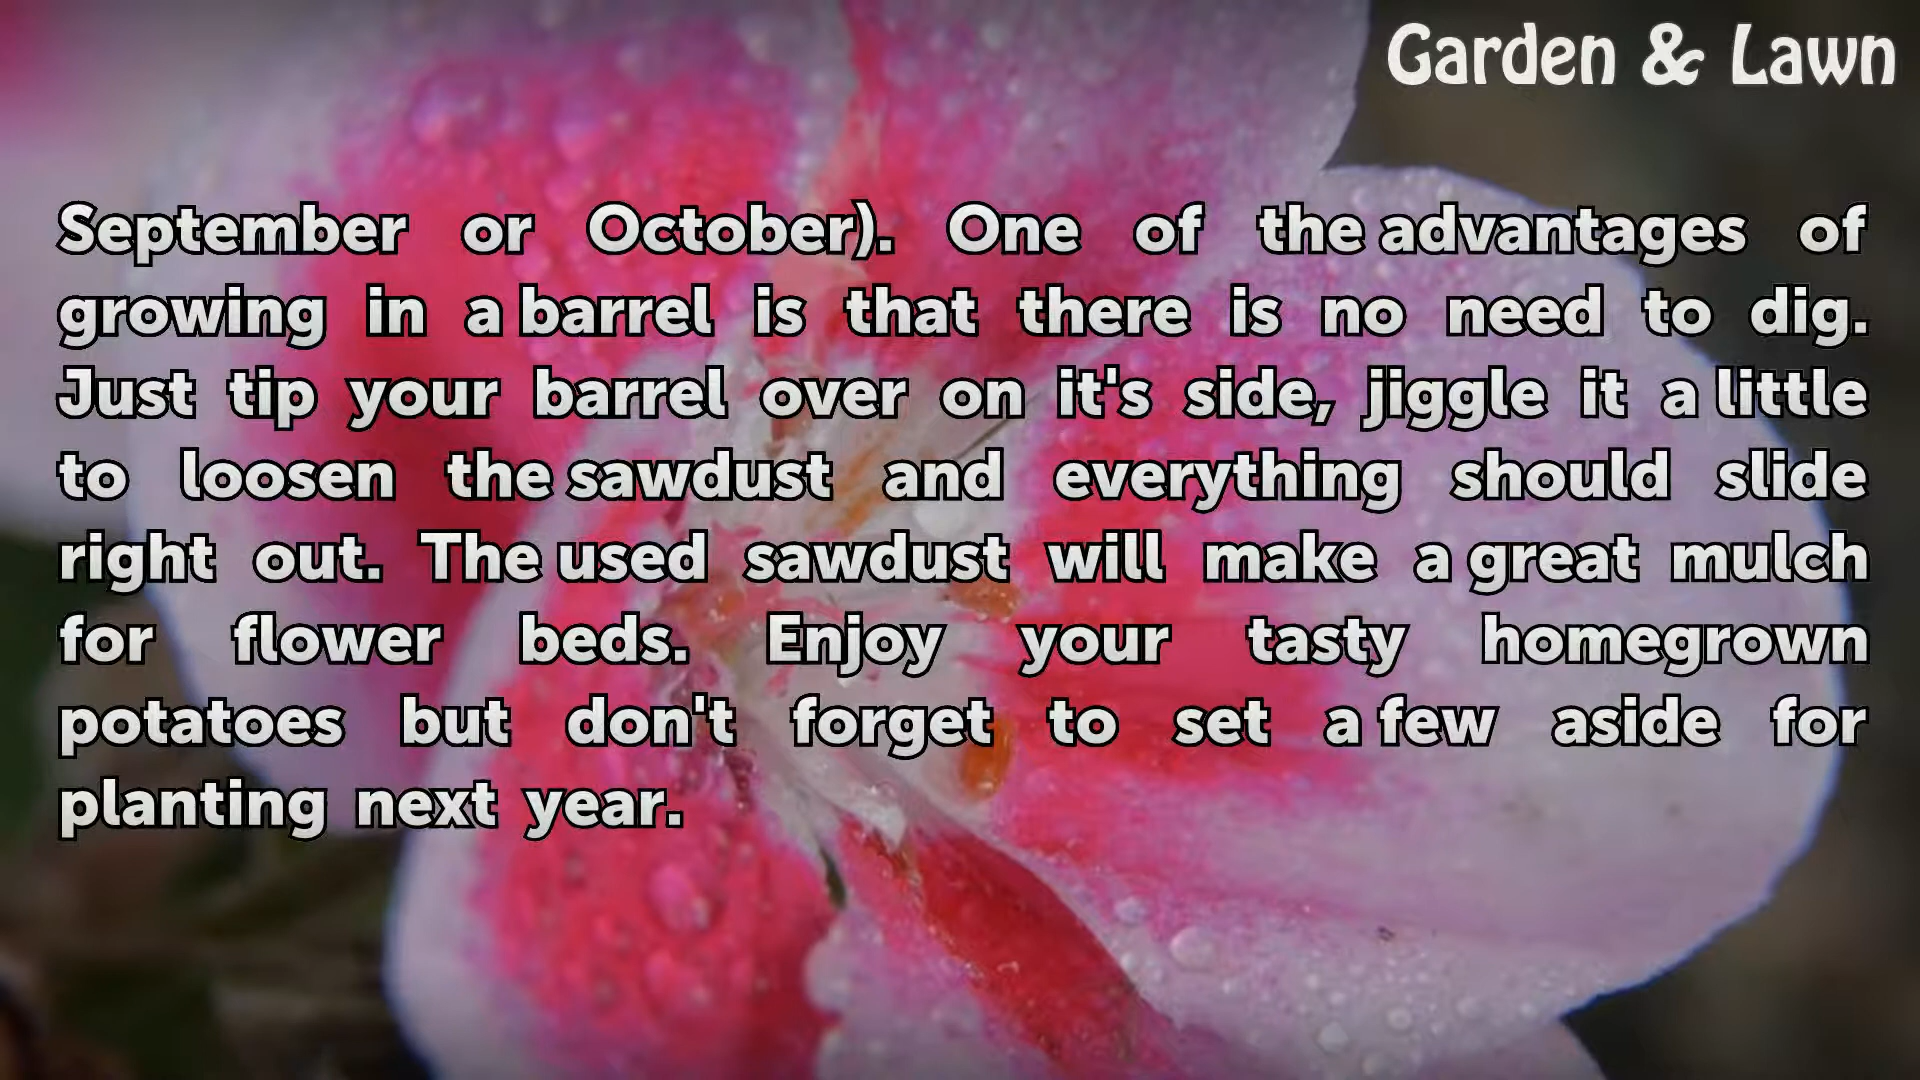 Garden & Lawn
September or October). One of the advantages of
growing in a barrel is that there is no need to dig.
Just tip your barrel over on it's side, jiggle it a little
to loosen the sawdust and everything should slide
right out. The used sawdust will make a great mulch
for flower beds. Enjoy your tasty homegrown
potatoes but don't forget to set a few aside for
planting next year.